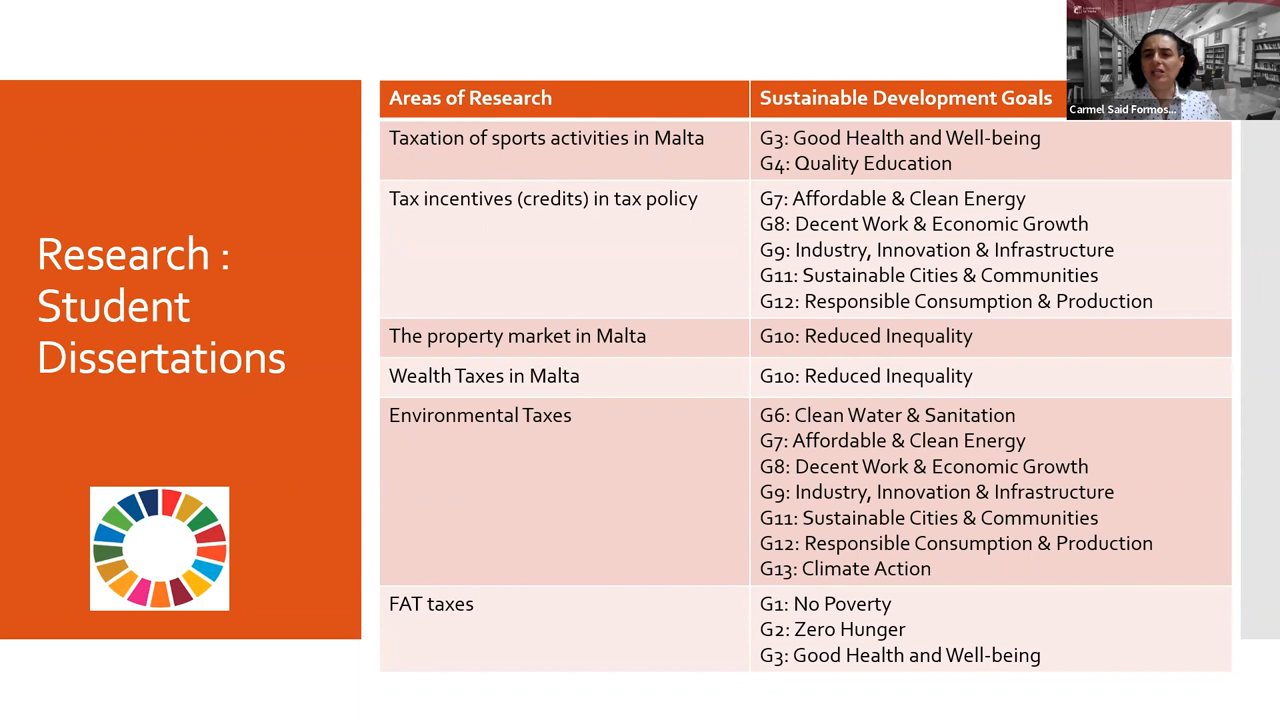 Research :
Student
Dissertations
Areas of Research
Sustainable Development Goals
Taxation of sports activities in Malta
G3: Good Health and Well-being
G4: Quality Education
Tax incentives (credits) in tax policy
G7: Affordable & Clean Energy
G8: Decent Work & Economic Growth
G9: Industry, Innovation & Infrastructure
G11: Sustainable Cities & Communities
G12: Responsible Consumption & Production
The property market in Malta
G10: Reduced Inequality
Wealth Taxes in Malta
G10: Reduced Inequality
Environmental Taxes
G6: Clean Water & Sanitation
G7: Affordable & Clean Energy
G8: Decent Work & Economic Growth
G9: Industry, Innovation & Infrastructure
G11: Sustainable Cities & Communities
G12: Responsible Consumption & Production
G13: Climate Action
FAT taxes
G1: No Poverty
G2: Zero Hunger
G3: Good Health and Well-being
Carmel Said Formos...